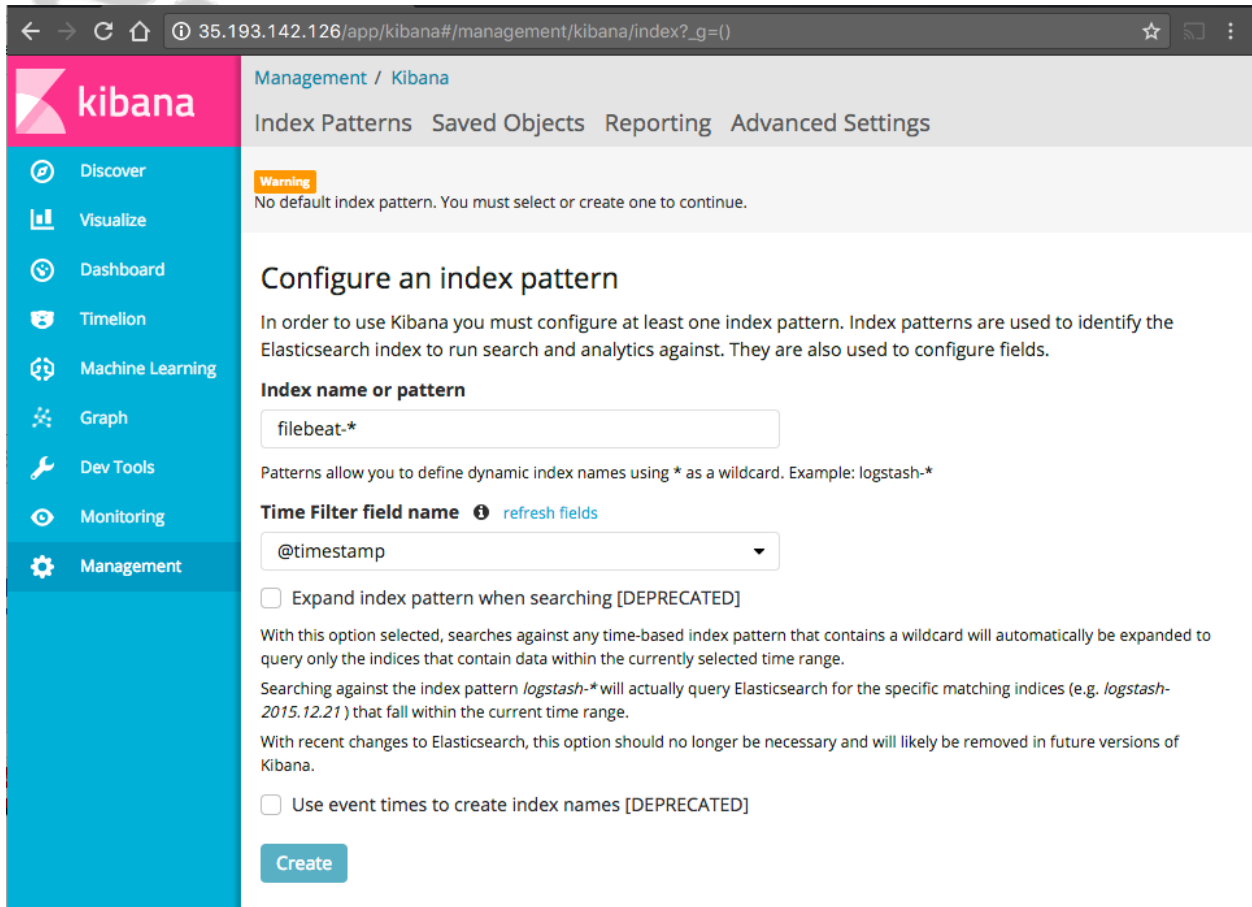 35.193.142.126/app/kibana#/management/kibana/index?_g=()
kibana
Discover
Visualize
Dashboard
Timelion
Machine Learning
Graph
Dev Tools
Monitoring
Management
Management / Kibana
Index Patterns Saved Objects Reporting Advanced Settings
Warning
No default index pattern. You must select or create one to continue.
Configure an index pattern
In order to use Kibana you must configure at least one index pattern. Index patterns are used to identify the
Elasticsearch index to run search and analytics against. They are also used to configure fields.
Index name or pattern
filebeat-*
Patterns allow you to define dynamic index names using * as a wildcard. Example: logstash-*
Time Filter field name refresh fields
@timestamp
Expand index pattern when searching [DEPRECATED]
With this option selected, searches against any time-based index pattern that contains a wildcard will automatically be expanded to
query only the indices that contain data within the currently selected time range.
Searching against the index pattern logstash-* will actually query Elasticsearch for the specific matching indices (e.g. logstash-
2015.12.21 ) that fall within the current time range.
With recent changes to Elasticsearch, this option should no longer be necessary and will likely be removed in future versions of
Kibana.
Use event times to create index names [DEPRECATED]
Create